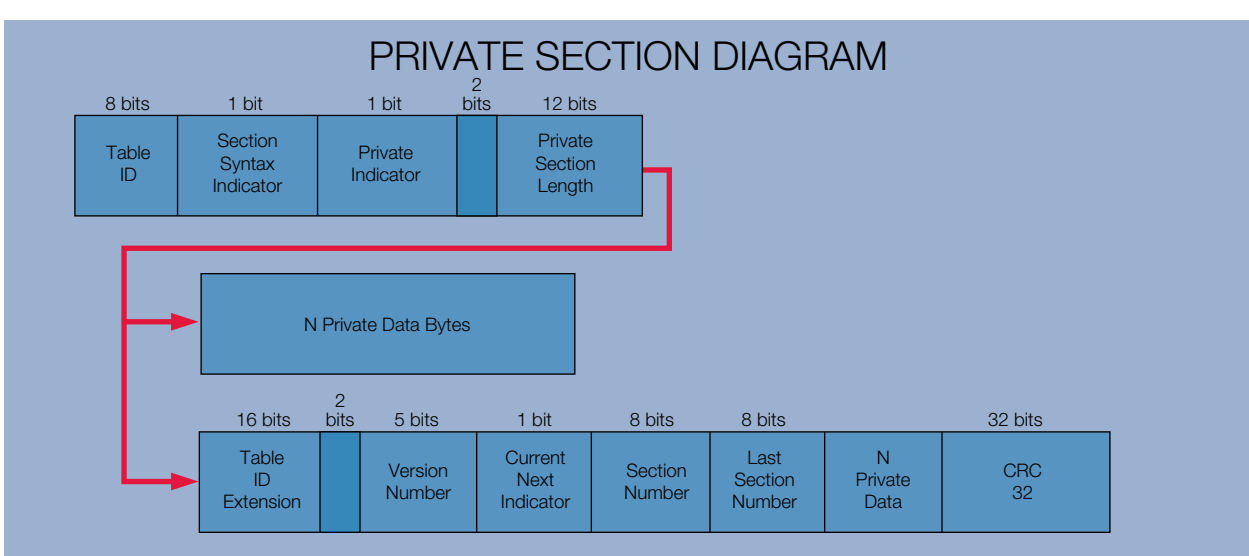 PRIVATE SECTION DIAGRAM
8 bits 1 bit 1 bit 2 bits 12 bits
Table ID
Section Syntax Indicator
Private Indicator
Private Section Length
N Private Data Bytes
16 bits 2 bits 5 bits 1 bit 8 bits 8 bits 32 bits
Table ID Extension
Version Number
Current Next Indicator
Section Number
Last Section Number
N Private Data
CRC 32